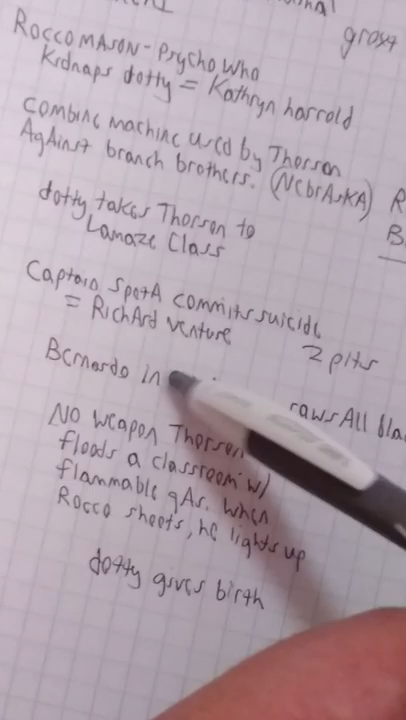 grost
Rocco MASON - Psycho who
Kidnaps dotty = Kathryn harrold
combine machine used by Thorsen
Against branch brothers. (NebrAsKA)
R
B
dotty takes Thorsen to
Lamaze Class
Captain SpotA commits suicide
= RichArd venture
2 pits
Bernardo in
raws All bla
No weapon Thorsen
floods a classroom w/
flammable gAs. when
Rocco shoots, he lights up
dotty gives birth